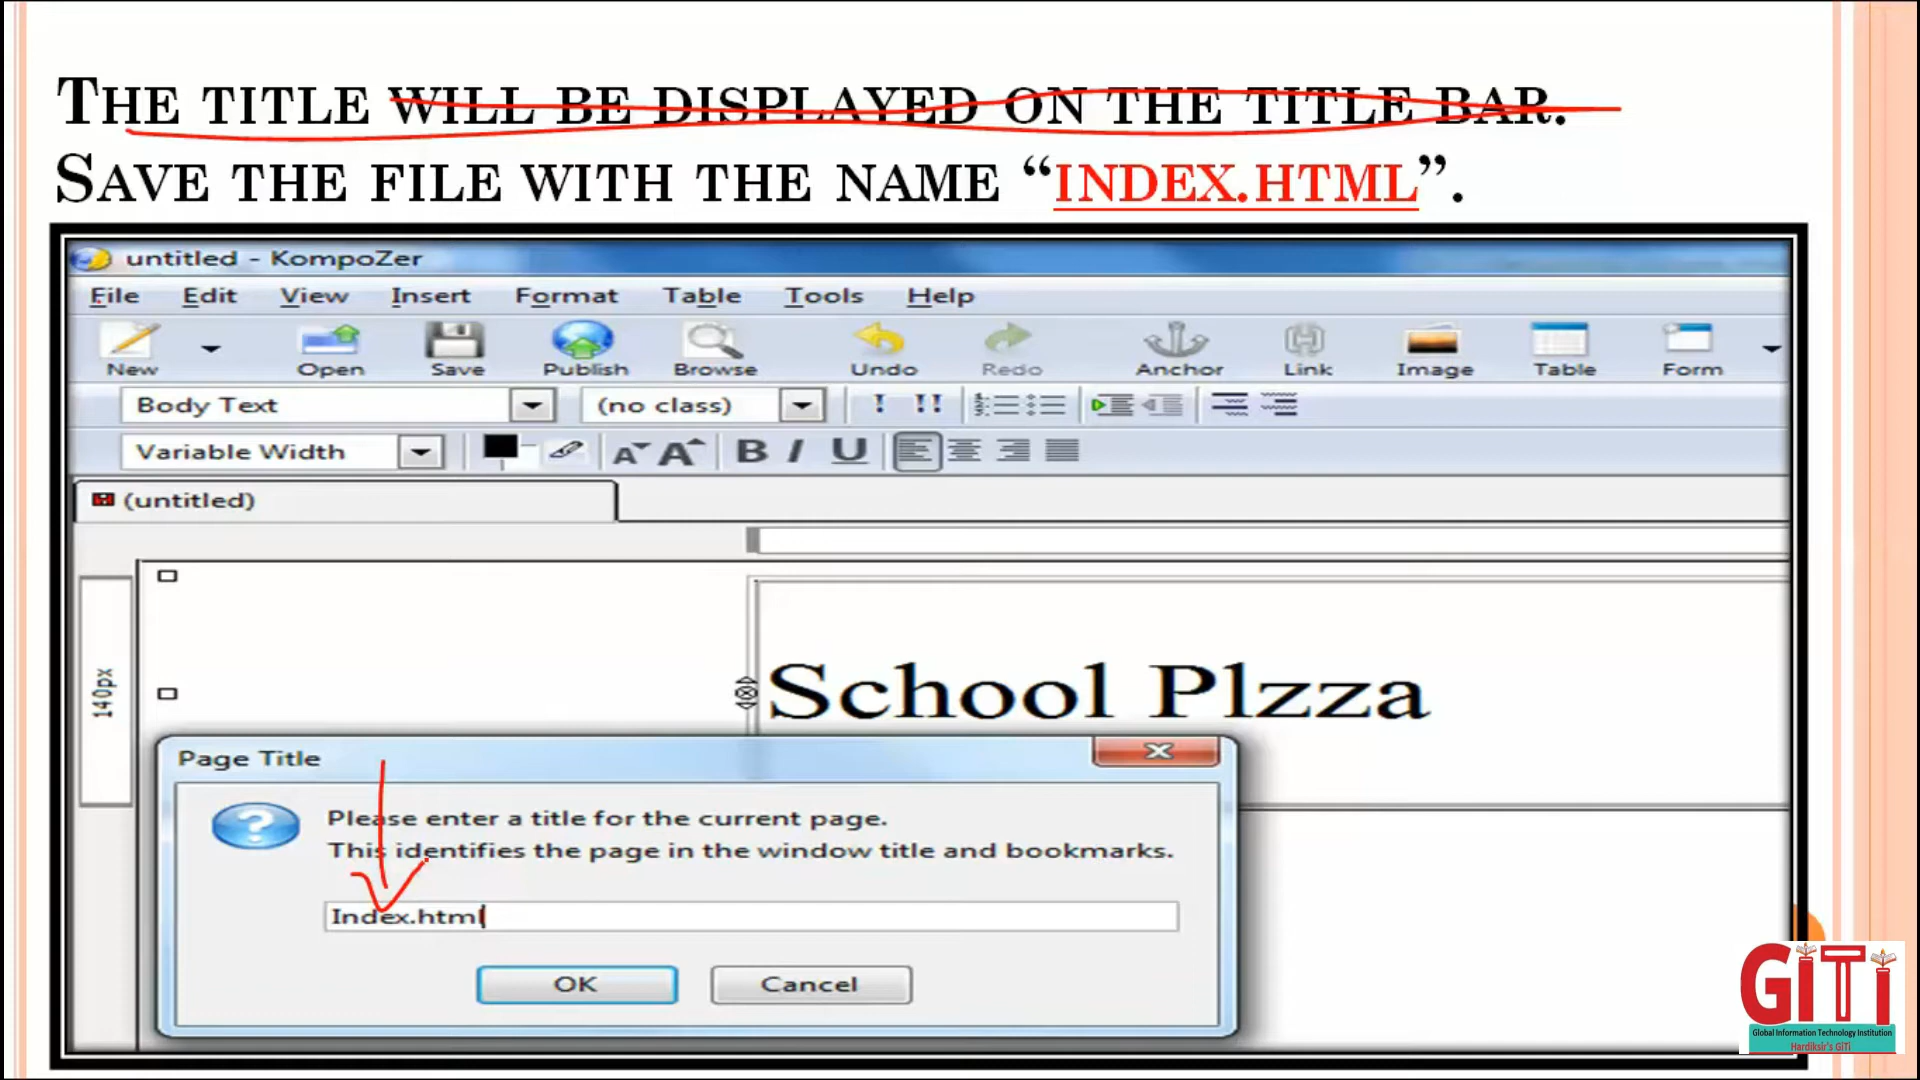 THE TITLE WILL BE DISPLAYED ON THE TITLE BAR.
SAVE THE FILE WITH THE NAME “INDEX.HTML”.
untitled - KompoZer
File Edit View Insert Format Table Tools Help
New Open Save Publish Browse Undo Redo Anchor Link Image Table Form
Body Text (no class) ! !!
Variable Width A A B I U
(untitled)
140px
School Plzza
Page Title
Please enter a title for the current page.
This identifies the page in the window title and bookmarks.
Index.html
OK Cancel
GiTi
Global Information Technology Institution
Hardiksir's GiTi